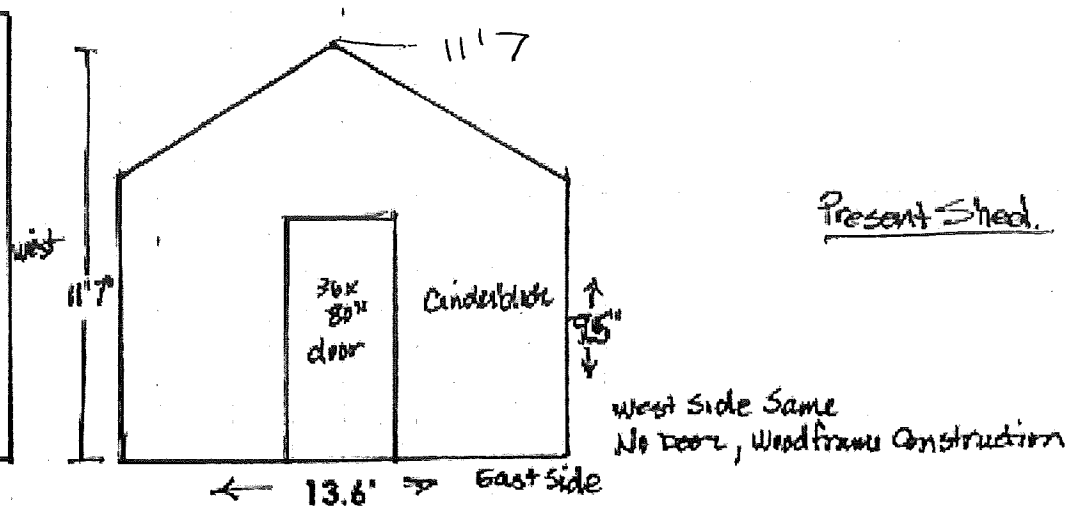 11'7
Present Shed.
west
11'7"
36x
80"
door
Cinderblock
95"
West Side Same
No Door, Woodframe Construction
13.6'
East Side